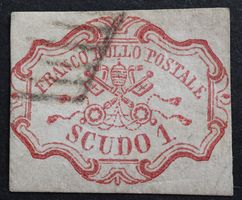 FRANCO BOLLO POSTALE
SCUDO 1.